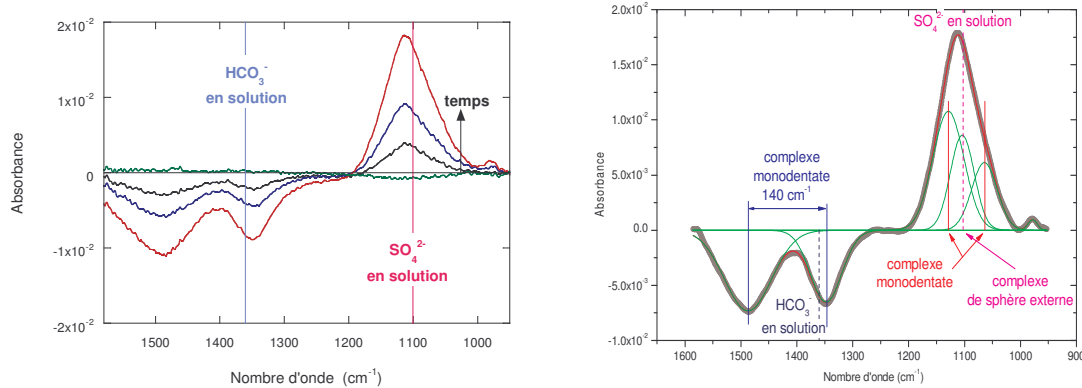 2x10⁻²
1x10⁻²
0
-1x10⁻²
-2x10⁻²
Absorbance
HCO₃⁻
en solution
temps
SO₄²⁻
en solution
1500 1400 1300 1200 1100 1000
Nombre d'onde (cm⁻¹)
2.0x10⁻²
1.5x10⁻²
1.0x10⁻²
5.0x10⁻³
0.0
-5.0x10⁻³
-1.0x10⁻²
Absorbance
SO₄²⁻ en solution
complexe
monodentate
140 cm⁻¹
HCO₃⁻
en solution
complexe
monodentate
complexe
de sphère externe
1600 1500 1400 1300 1200 1100 1000 900
Nombre d'onde (cm⁻¹)